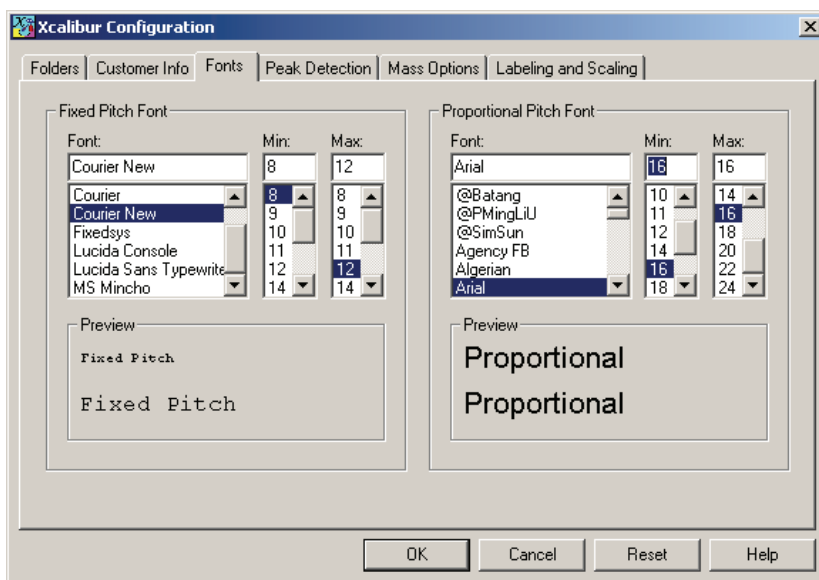 Xcalibur Configuration
Folders
Customer Info
Fonts
Peak Detection
Mass Options
Labeling and Scaling
Fixed Pitch Font
Font:
Min:
Max:
Courier New
8
12
Courier
Courier New
Fixedsys
Lucida Console
Lucida Sans Typewrite
MS Mincho
8
9
10
11
12
14
8
9
10
11
12
14
Preview
Fixed Pitch
Fixed Pitch
Proportional Pitch Font
Font:
Min:
Max:
Arial
16
16
@Batang
@PMingLiU
@SimSun
Agency FB
Algerian
Arial
10
11
12
14
16
18
14
16
18
20
22
24
Preview
Proportional
Proportional
OK
Cancel
Reset
Help